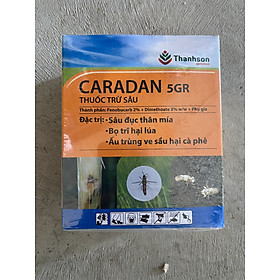 Thanhson
CARADAN 5GR
THUỐC TRỪ SÂU
Thành phần: Fenobucarb 2% + Dimethoate 3% w/w + Phụ gia
Đặc trị: • Sâu đục thân mía
• Bọ trĩ hại lúa
• Ấu trùng ve sầu hại cà phê